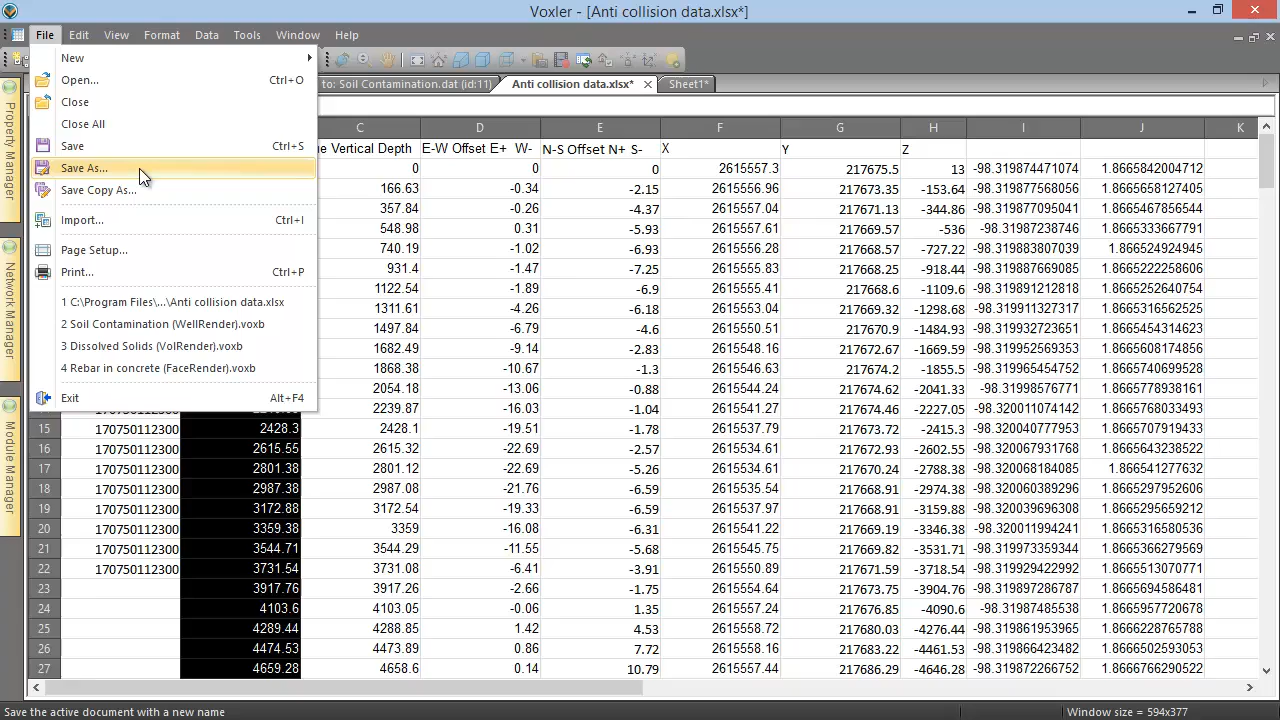 Voxler - [Anti collision data.xlsx*]
File Edit View Format Data Tools Window Help
to: Soil Contamination.dat (id:11) Anti collision data.xlsx* Sheet1*
New
Open... Ctrl+O
Close
Close All
Save Ctrl+S
Save As...
Save Copy As...
Import... Ctrl+I
Page Setup...
Print... Ctrl+P
1 C:\Program Files\...\Anti collision data.xlsx
2 Soil Contamination (WellRender).voxb
3 Dissolved Solids (VolRender).voxb
4 Rebar in concrete (FaceRender).voxb
Exit Alt+F4
Property Manager
Network Manager
Module Manager
C D E F G H I J K
e Vertical Depth E-W Offset E+ W- N-S Offset N+ S- X Y Z
0 0 0 2615557.3 217675.5 13 -98.319874471074 1.8665842004712
166.63 -0.34 -2.15 2615556.96 217673.35 -153.64 -98.319877568056 1.8665658127405
357.84 -0.26 -4.37 2615557.04 217671.13 -344.86 -98.319877095041 1.8665467856544
548.98 0.31 -5.93 2615557.61 217669.57 -536 -98.31987238746 1.8665333667791
740.19 -1.02 -6.93 2615556.28 217668.57 -727.22 -98.319883807039 1.866524924945
931.4 -1.47 -7.25 2615555.83 217668.25 -918.44 -98.319887669085 1.8665222258606
1122.54 -1.89 -6.9 2615555.41 217668.6 -1109.6 -98.319891212818 1.8665252640754
1311.61 -4.26 -6.18 2615553.04 217669.32 -1298.68 -98.319911327317 1.8665316562525
1497.84 -6.79 -4.6 2615550.51 217670.9 -1484.93 -98.319932723651 1.8665454314623
1682.49 -9.14 -2.83 2615548.16 217672.67 -1669.59 -98.319952569353 1.8665608174856
1868.38 -10.67 -1.3 2615546.63 217674.2 -1855.5 -98.319965454752 1.8665740699528
2054.18 -13.06 -0.88 2615544.24 217674.62 -2041.33 -98.31998576771 1.8665778938161
170750112300 2239.87 -16.03 -1.04 2615541.27 217674.46 -2227.05 -98.320011074142 1.8665768033493
15 170750112300 2428.3 2428.1 -19.51 -1.78 2615537.79 217673.72 -2415.3 -98.320040777953 1.8665707919433
16 170750112300 2615.55 2615.32 -22.69 -2.57 2615534.61 217672.93 -2602.55 -98.320067931768 1.8665643238522
17 170750112300 2801.38 2801.12 -22.69 -5.26 2615534.61 217670.24 -2788.38 -98.320068184085 1.866541277632
18 170750112300 2987.38 2987.08 -21.76 -6.59 2615535.54 217668.91 -2974.38 -98.320060389296 1.8665297952606
19 170750112300 3172.88 3172.54 -19.33 -6.59 2615537.97 217668.91 -3159.88 -98.320039696308 1.8665295659212
20 170750112300 3359.38 3359 -16.08 -6.31 2615541.22 217669.19 -3346.38 -98.320011994241 1.8665316580536
21 170750112300 3544.71 3544.29 -11.55 -5.68 2615545.75 217669.82 -3531.71 -98.319973359344 1.8665366279569
22 170750112300 3731.54 3731.08 -6.41 -3.91 2615550.89 217671.59 -3718.54 -98.319929422992 1.8665513070771
23 3917.76 3917.26 -2.66 -1.75 2615554.64 217673.75 -3904.76 -98.319897286787 1.8665694586481
24 4103.6 4103.05 -0.06 1.35 2615557.24 217676.85 -4090.6 -98.31987485538 1.8665957720678
25 4289.44 4288.85 1.42 4.53 2615558.72 217680.03 -4276.44 -98.319861953965 1.8666228765788
26 4474.53 4473.89 0.86 7.72 2615558.16 217683.22 -4461.53 -98.319866423482 1.8666502593053
27 4659.28 4658.6 0.14 10.79 2615557.44 217686.29 -4646.28 -98.319872266752 1.8666766290522
Save the active document with a new name Window size = 594x377